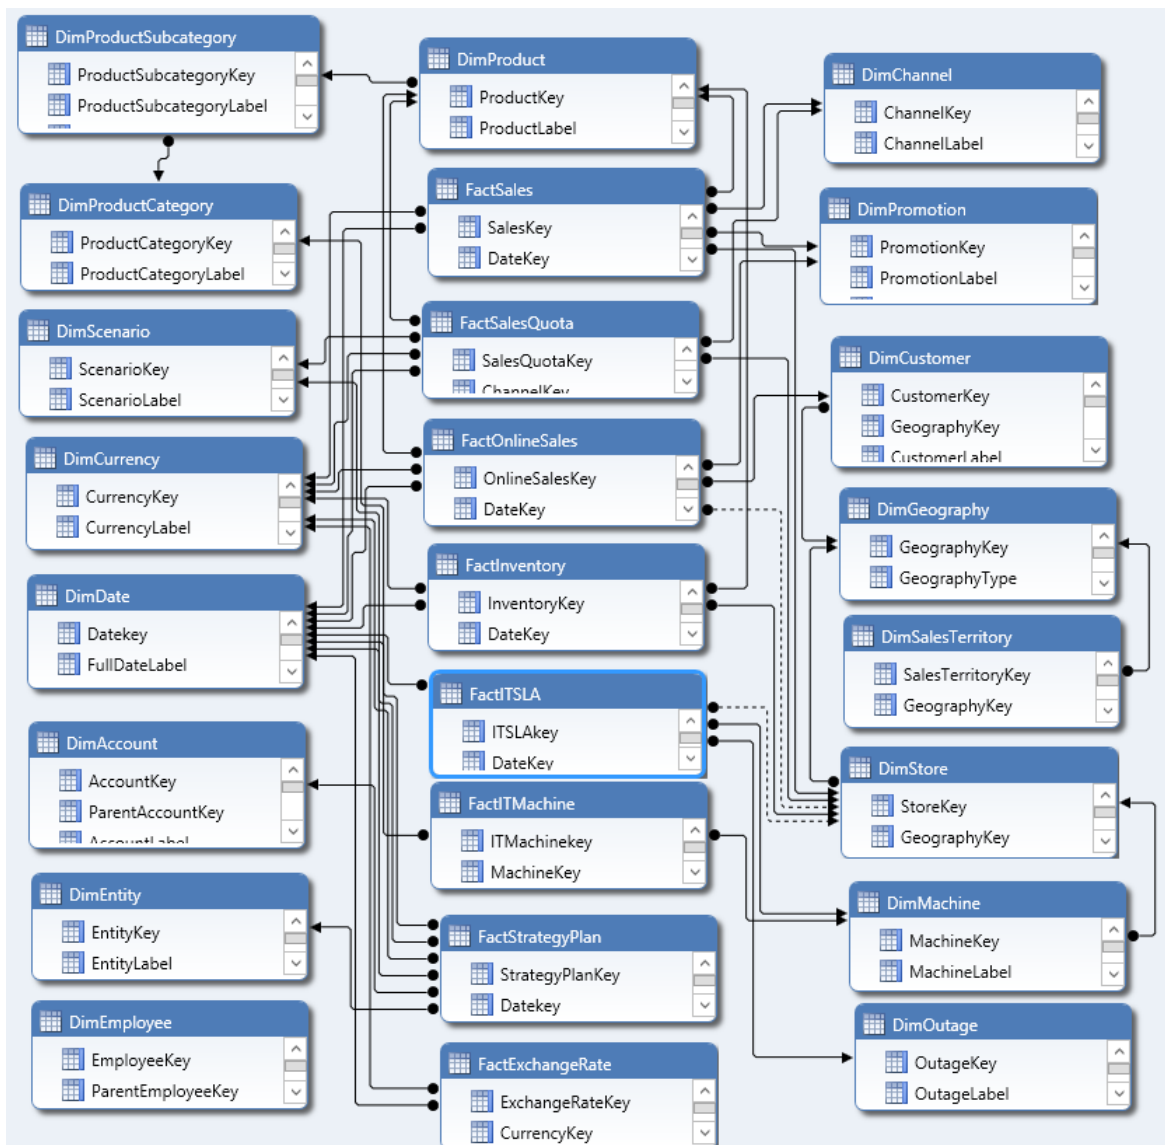 DimProductSubcategory
ProductSubcategoryKey
ProductSubcategoryLabel
DimProductCategory
ProductCategoryKey
ProductCategoryLabel
DimScenario
ScenarioKey
ScenarioLabel
DimCurrency
CurrencyKey
CurrencyLabel
DimDate
Datekey
FullDateLabel
DimAccount
AccountKey
ParentAccountKey
AccountLabel
DimEntity
EntityKey
EntityLabel
DimEmployee
EmployeeKey
ParentEmployeeKey
DimProduct
ProductKey
ProductLabel
FactSales
SalesKey
DateKey
FactSalesQuota
SalesQuotaKey
ChannelKey
FactOnlineSales
OnlineSalesKey
DateKey
FactInventory
InventoryKey
DateKey
FactITSLA
ITSLAkey
DateKey
FactITMachine
ITMachinekey
MachineKey
FactStrategyPlan
StrategyPlanKey
Datekey
FactExchangeRate
ExchangeRateKey
CurrencyKey
DimChannel
ChannelKey
ChannelLabel
DimPromotion
PromotionKey
PromotionLabel
DimCustomer
CustomerKey
GeographyKey
CustomerLabel
DimGeography
GeographyKey
GeographyType
DimSalesTerritory
SalesTerritoryKey
GeographyKey
DimStore
StoreKey
GeographyKey
DimMachine
MachineKey
MachineLabel
DimOutage
OutageKey
OutageLabel